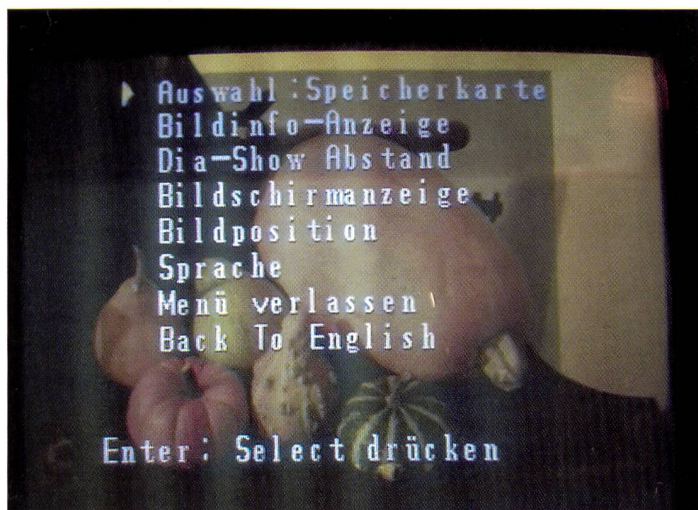 Auswahl:Speicherkarte
Bildinfo-Anzeige
Dia-Show Abstand
Bildschirmanzeige
Bildposition
Sprache
Menü verlassen
Back To English
Enter: Select drücken